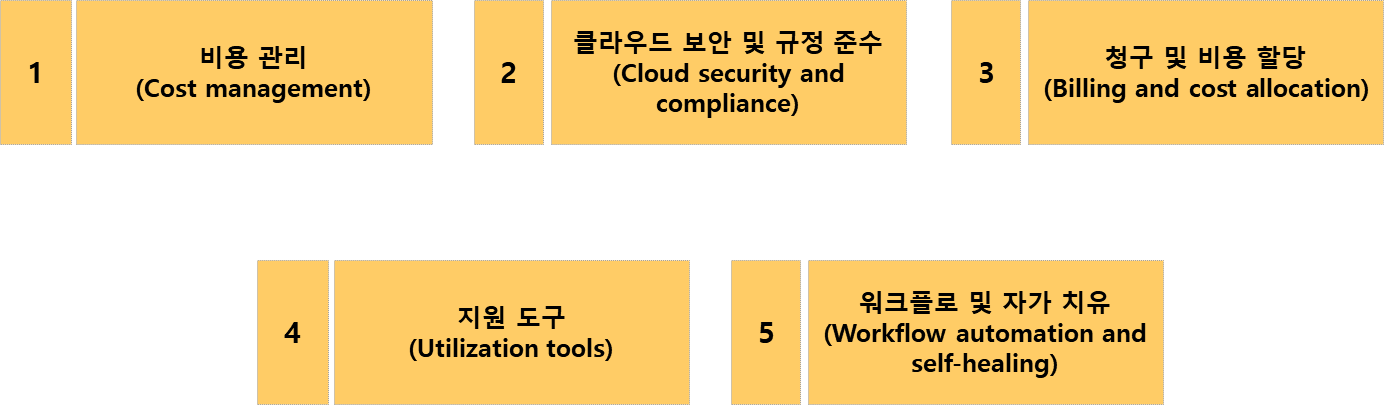 1
비용 관리
(Cost management)
2
클라우드 보안 및 규정 준수
(Cloud security and
compliance)
3
청구 및 비용 할당
(Billing and cost allocation)
4
지원 도구
(Utilization tools)
5
워크플로 및 자가 치유
(Workflow automation and
self-healing)